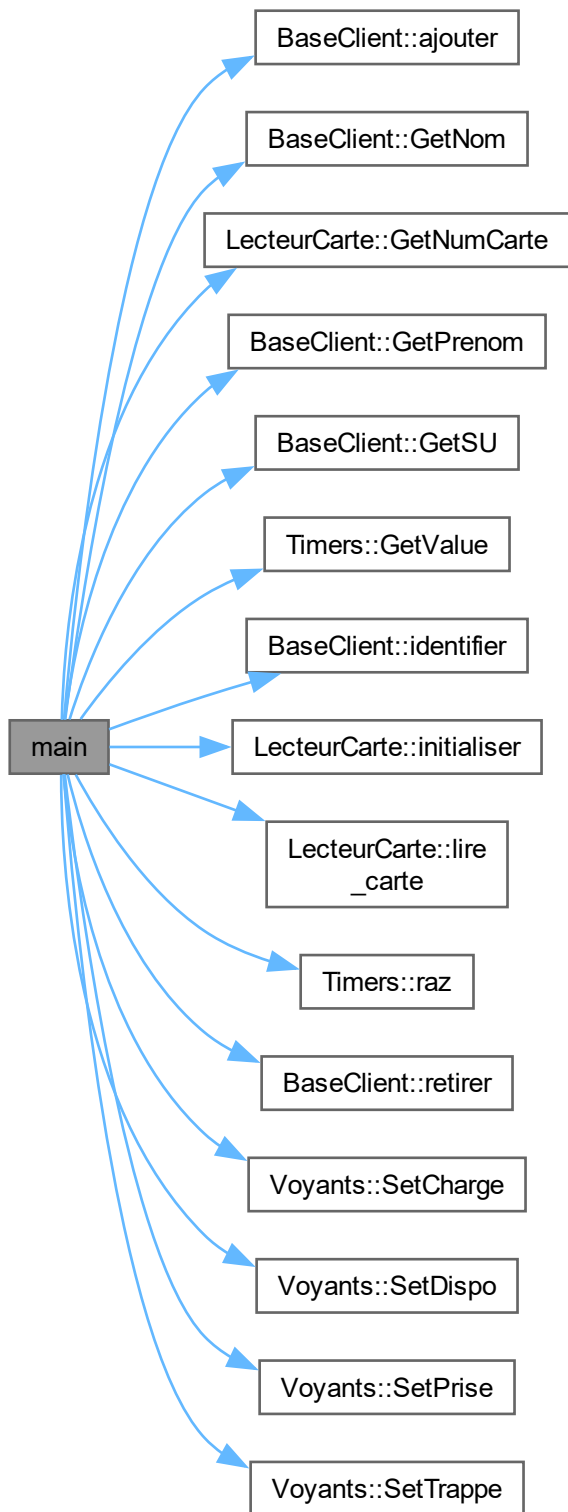 BaseClient::ajouter
BaseClient::GetNom
LecteurCarte::GetNumCarte
BaseClient::GetPrenom
BaseClient::GetSU
Timers::GetValue
BaseClient::identifier
main
LecteurCarte::initialiser
LecteurCarte::lire
_carte
Timers::raz
BaseClient::retirer
Voyants::SetCharge
Voyants::SetDispo
Voyants::SetPrise
Voyants::SetTrappe